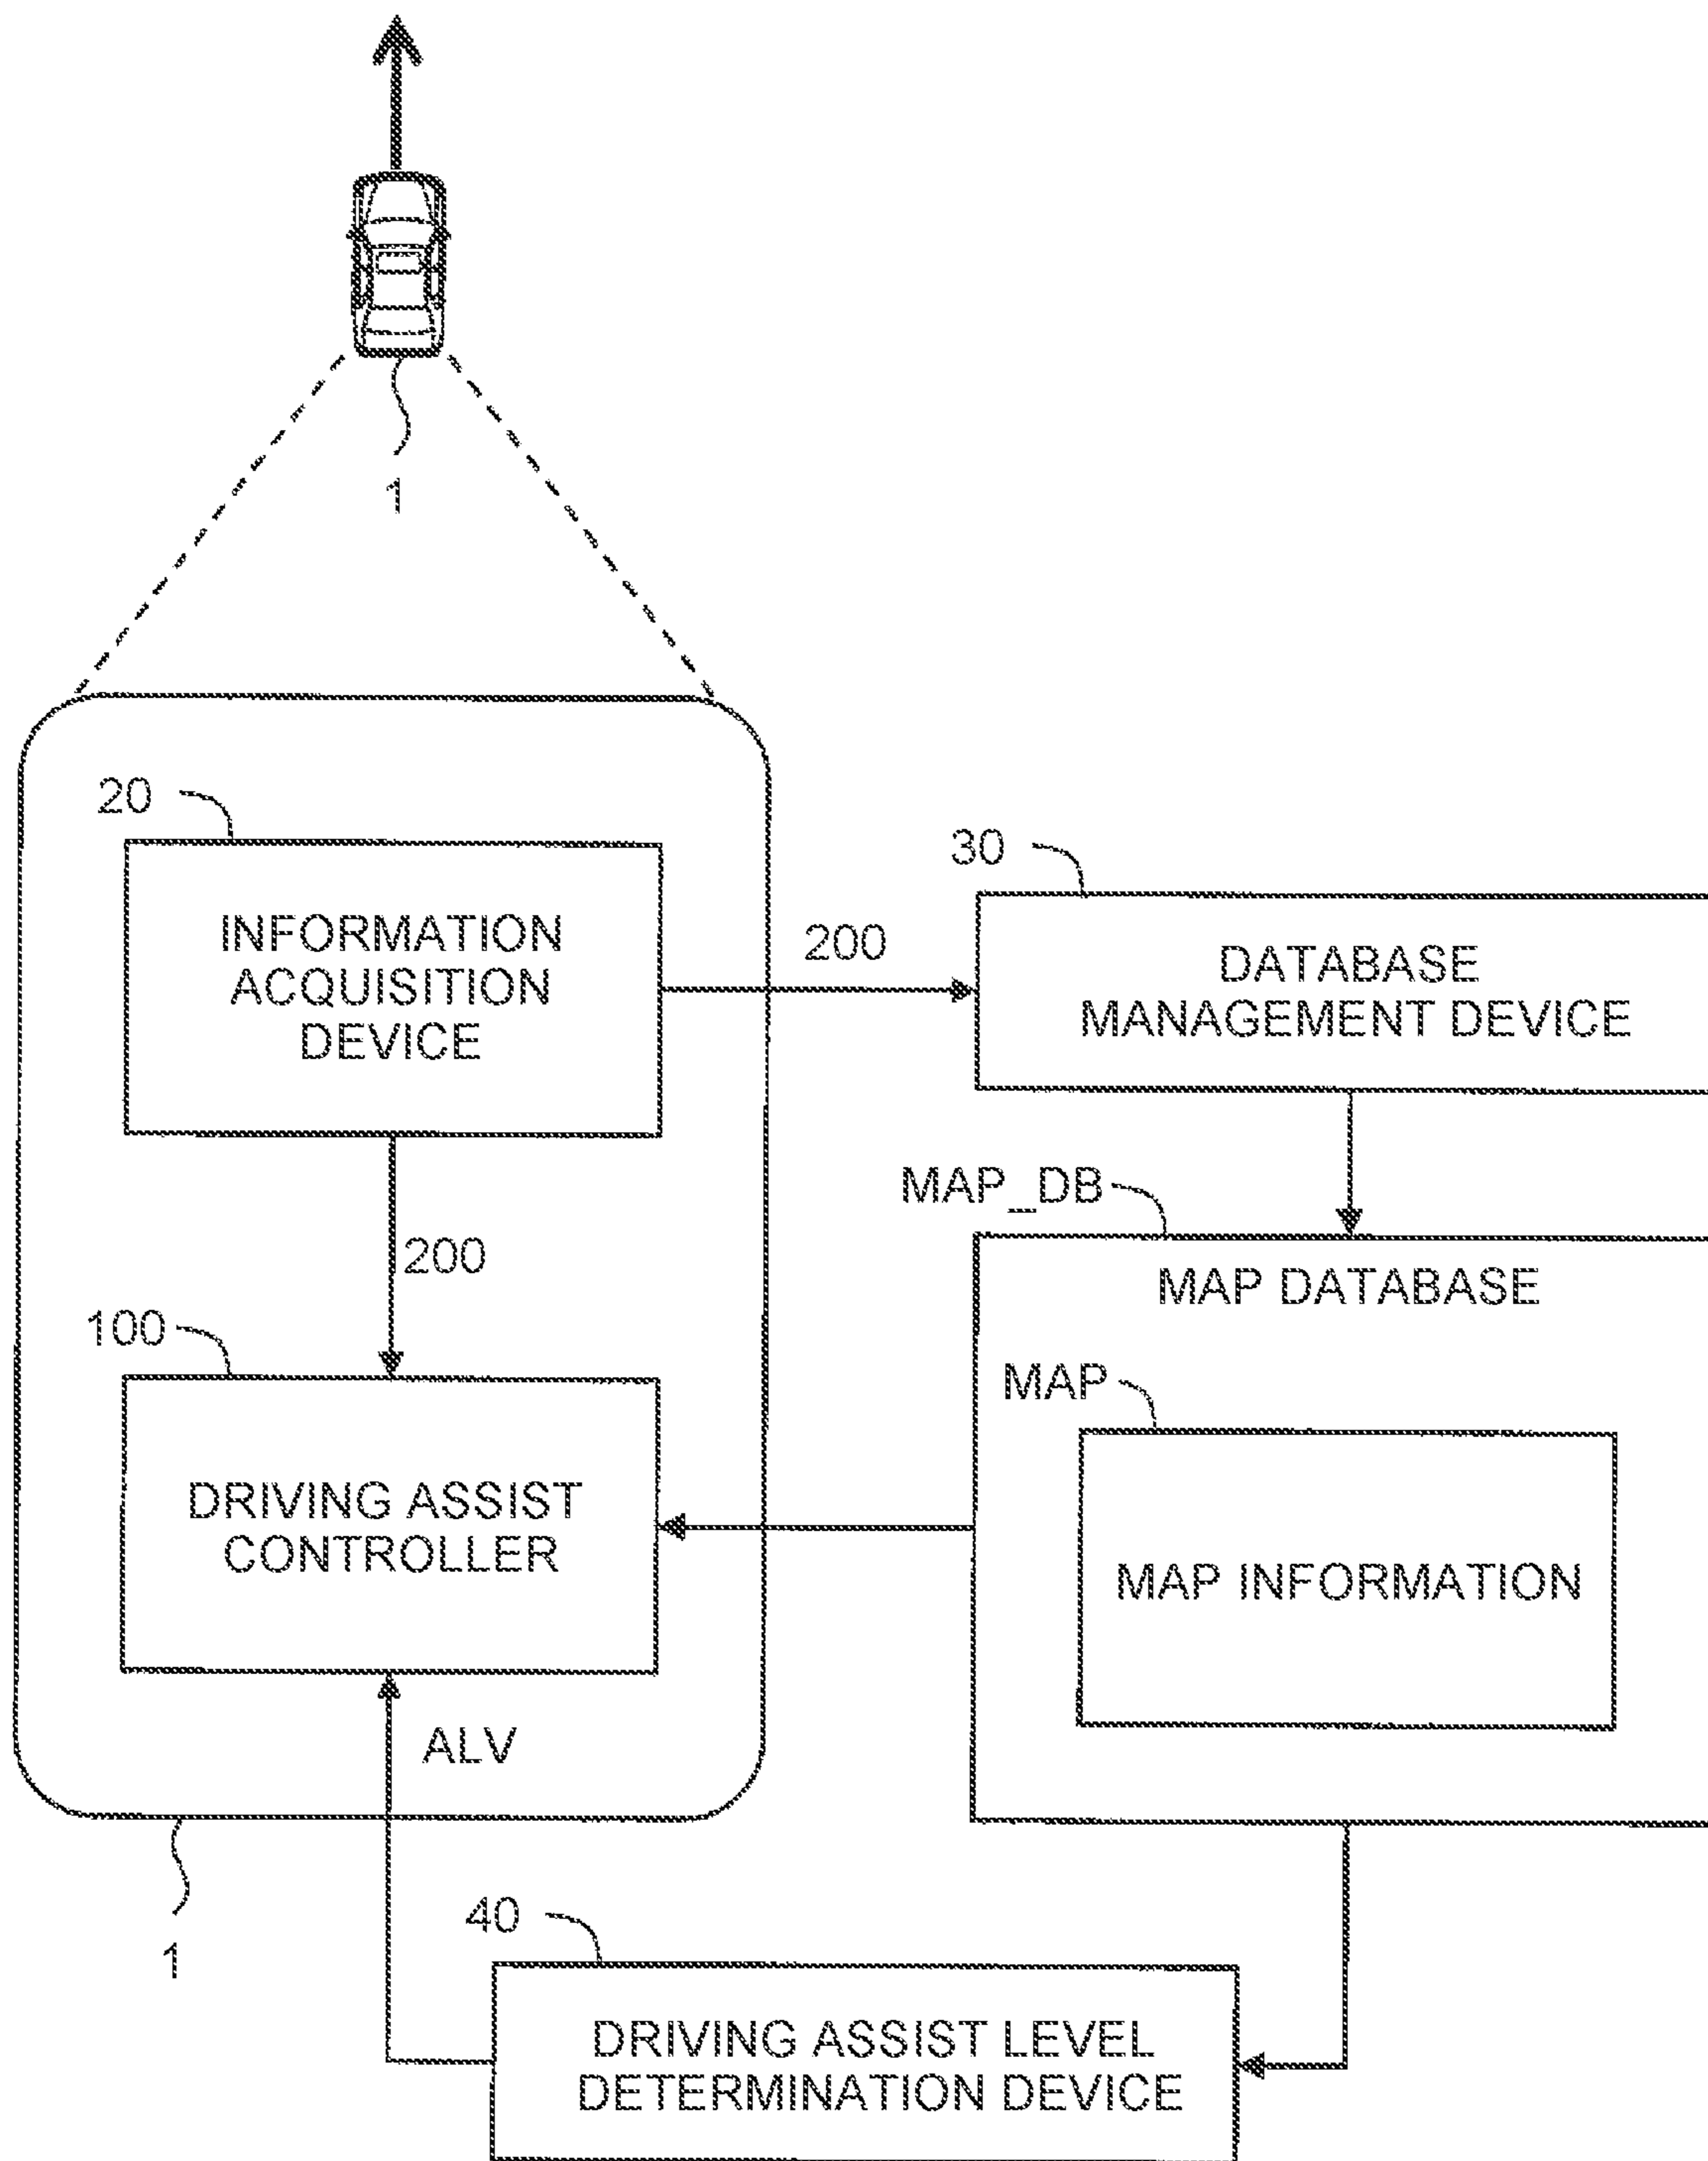 1
20
INFORMATION
ACQUISITION
DEVICE
200
30
DATABASE
MANAGEMENT DEVICE
200
MAP_DB
MAP DATABASE
100
MAP
DRIVING ASSIST
CONTROLLER
MAP INFORMATION
ALV
1
40
DRIVING ASSIST LEVEL
DETERMINATION DEVICE